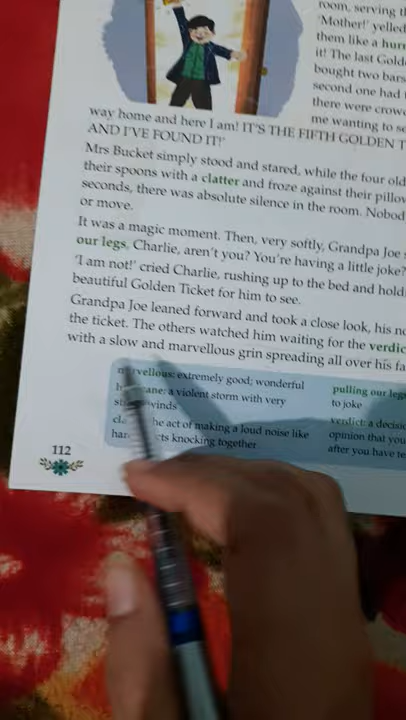 room, serving th
'Mother!' yelled
them like a hurr
it! The last Gold
bought two bars
second one had
there were crow
me wanting to se
way home and here I am! IT'S THE FIFTH GOLDEN T
AND I'VE FOUND IT!'
Mrs Bucket simply stood and stared, while the four old
their spoons with a clatter and froze against their pillow
seconds, there was absolute silence in the room. Nobod
or move.
It was a magic moment. Then, very softly, Grandpa Joe
our legs, Charlie, aren't you? You're having a little joke?
'I am not!' cried Charlie, rushing up to the bed and hold
beautiful Golden Ticket for him to see.
Grandpa Joe leaned forward and took a close look, his no
the ticket. The others watched him waiting for the verdic
with a slow and marvellous grin spreading all over his fa
marvellous: extremely good; wonderful
ane: a violent storm with very
winds
he act of making a loud noise like
cts knocking together
pulling our legs
to joke
verdict: a decisio
opinion that you
after you have te
112